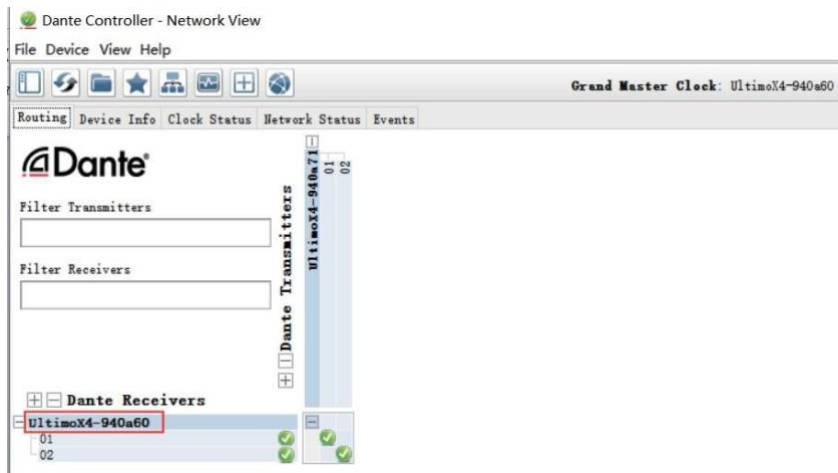 Dante Controller - Network View
File Device View Help
Grand Master Clock: UltimoX4-940a60
Routing Device Info Clock Status Network Status Events
Dante
Filter Transmitters
Filter Receivers
Dante Transmitters
UltimoX4-940a71
01
02
Dante Receivers
UltimoX4-940a60
01
02